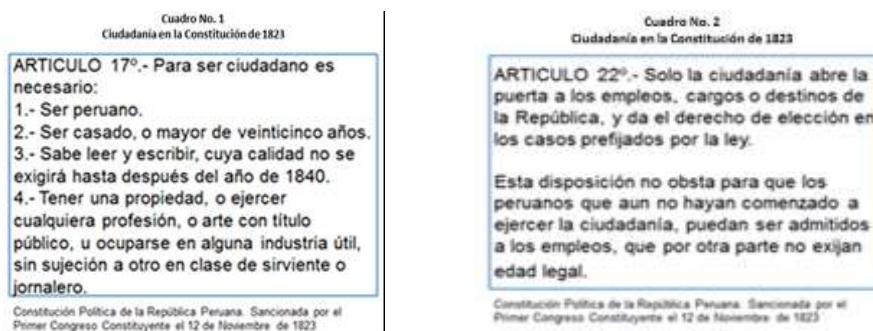 Cuadro No. 1
Ciudadanía en la Constitución de 1823
ARTICULO 17º.- Para ser ciudadano es
necesario:
1.- Ser peruano.
2.- Ser casado, o mayor de veinticinco años.
3.- Sabe leer y escribir, cuya calidad no se
exigirá hasta después del año de 1840.
4.- Tener una propiedad, o ejercer
cualquiera profesión, o arte con título
público, u ocuparse en alguna industria útil,
sin sujeción a otro en clase de sirviente o
jornalero.
Constitución Política de la República Peruana. Sancionada por el
Primer Congreso Constituyente el 12 de Noviembre de 1823
Cuadro No. 2
Ciudadanía en la Constitución de 1823
ARTICULO 22º.- Solo la ciudadanía abre la
puerta a los empleos, cargos o destinos de
la República, y da el derecho de elección en
los casos prefijados por la ley.
Esta disposición no obsta para que los
peruanos que aun no hayan comenzado a
ejercer la ciudadanía, puedan ser admitidos
a los empleos, que por otra parte no exijan
edad legal.
Constitución Política de la República Peruana. Sancionada por el
Primer Congreso Constituyente el 12 de Noviembre de 1823